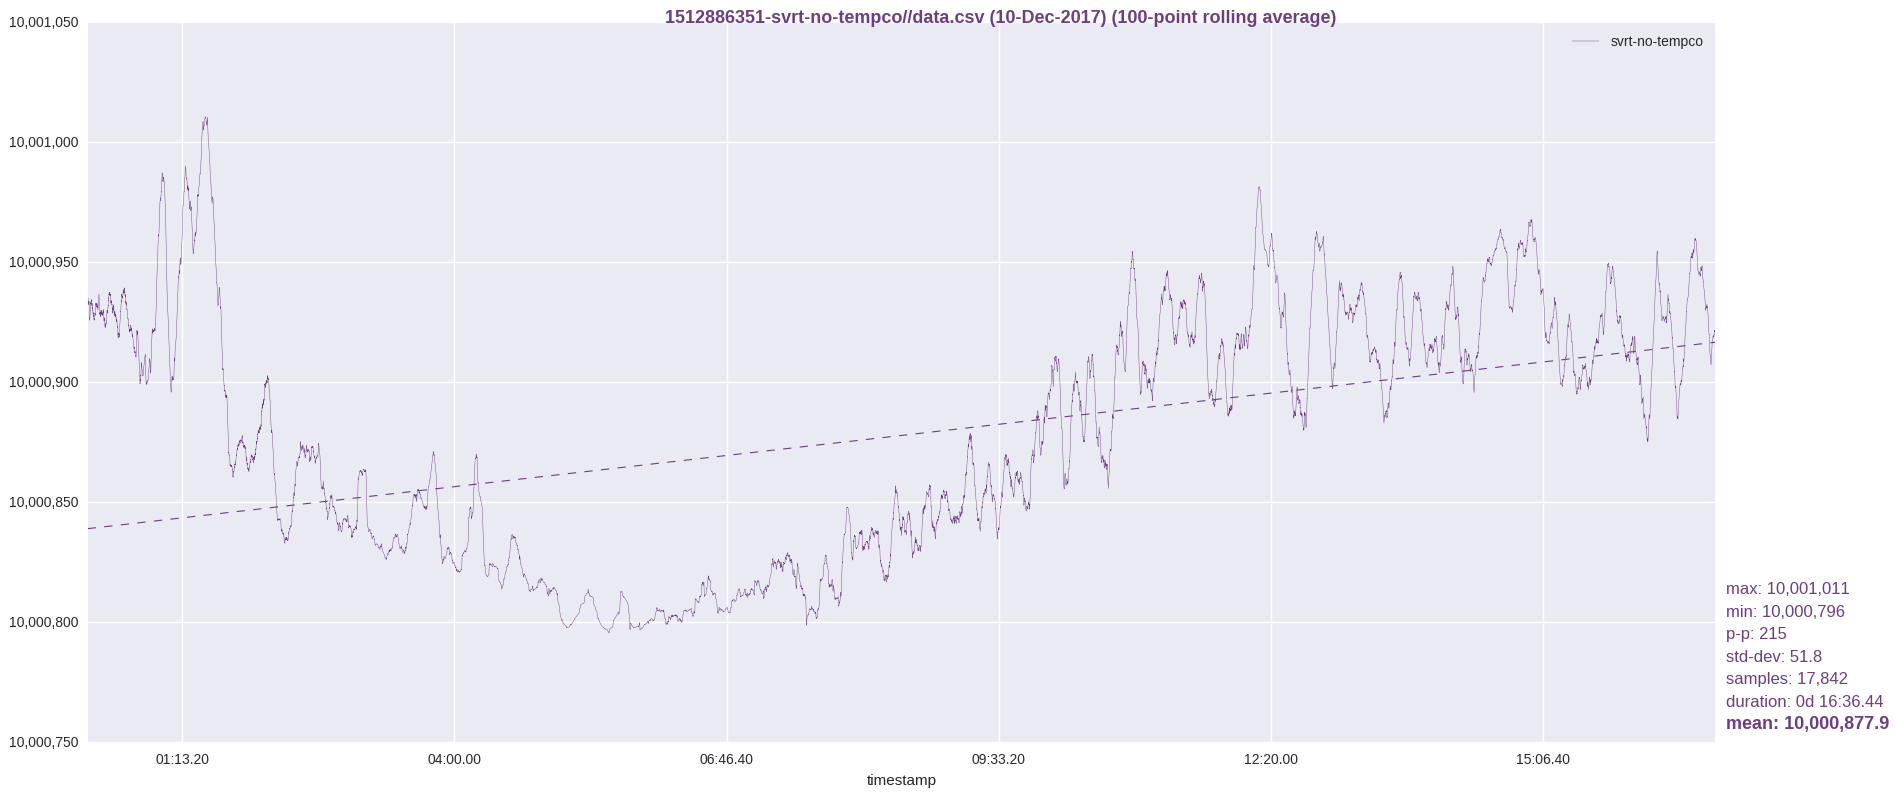 1512886351-svrt-no-tempco//data.csv (10-Dec-2017) (100-point rolling average)
svrt-no-tempco
10,001,050
10,001,000
10,000,950
10,000,900
10,000,850
10,000,800
10,000,750
01:13.20
04:00.00
06:46.40
09:33.20
12:20.00
15:06.40
timestamp
max: 10,001,011
min: 10,000,796
p-p: 215
std-dev: 51.8
samples: 17,842
duration: 0d 16:36.44
mean: 10,000,877.9